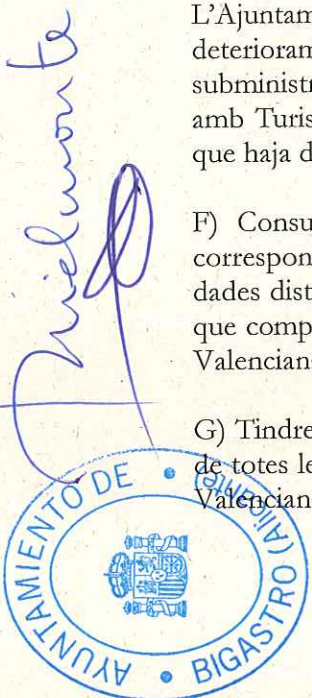 L'Ajuntam
deterioram
subministr
amb Turis
que haja d
F) Consu
correspon
dades dist
que comp
Valencian
G) Tindre
de totes le
Valencian
AYUNTAMIENTO DE
BIGASTRO (Alicante)